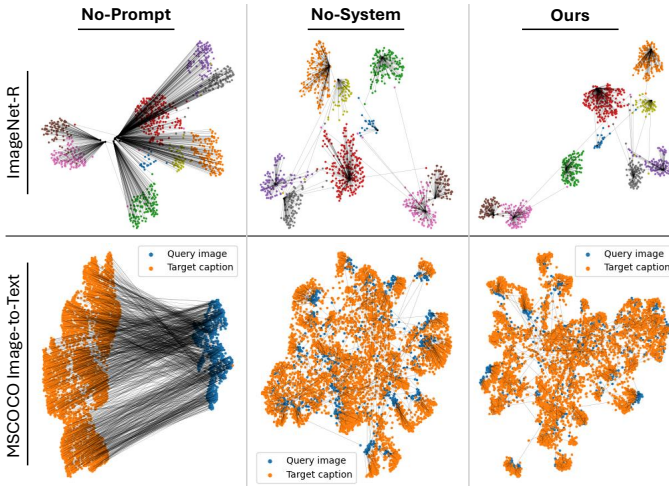 No-Prompt
No-System
Ours
ImageNet-R
MSCOCO Image-to-Text
Query image
Target caption
Query image
Target caption
Query image
Target caption